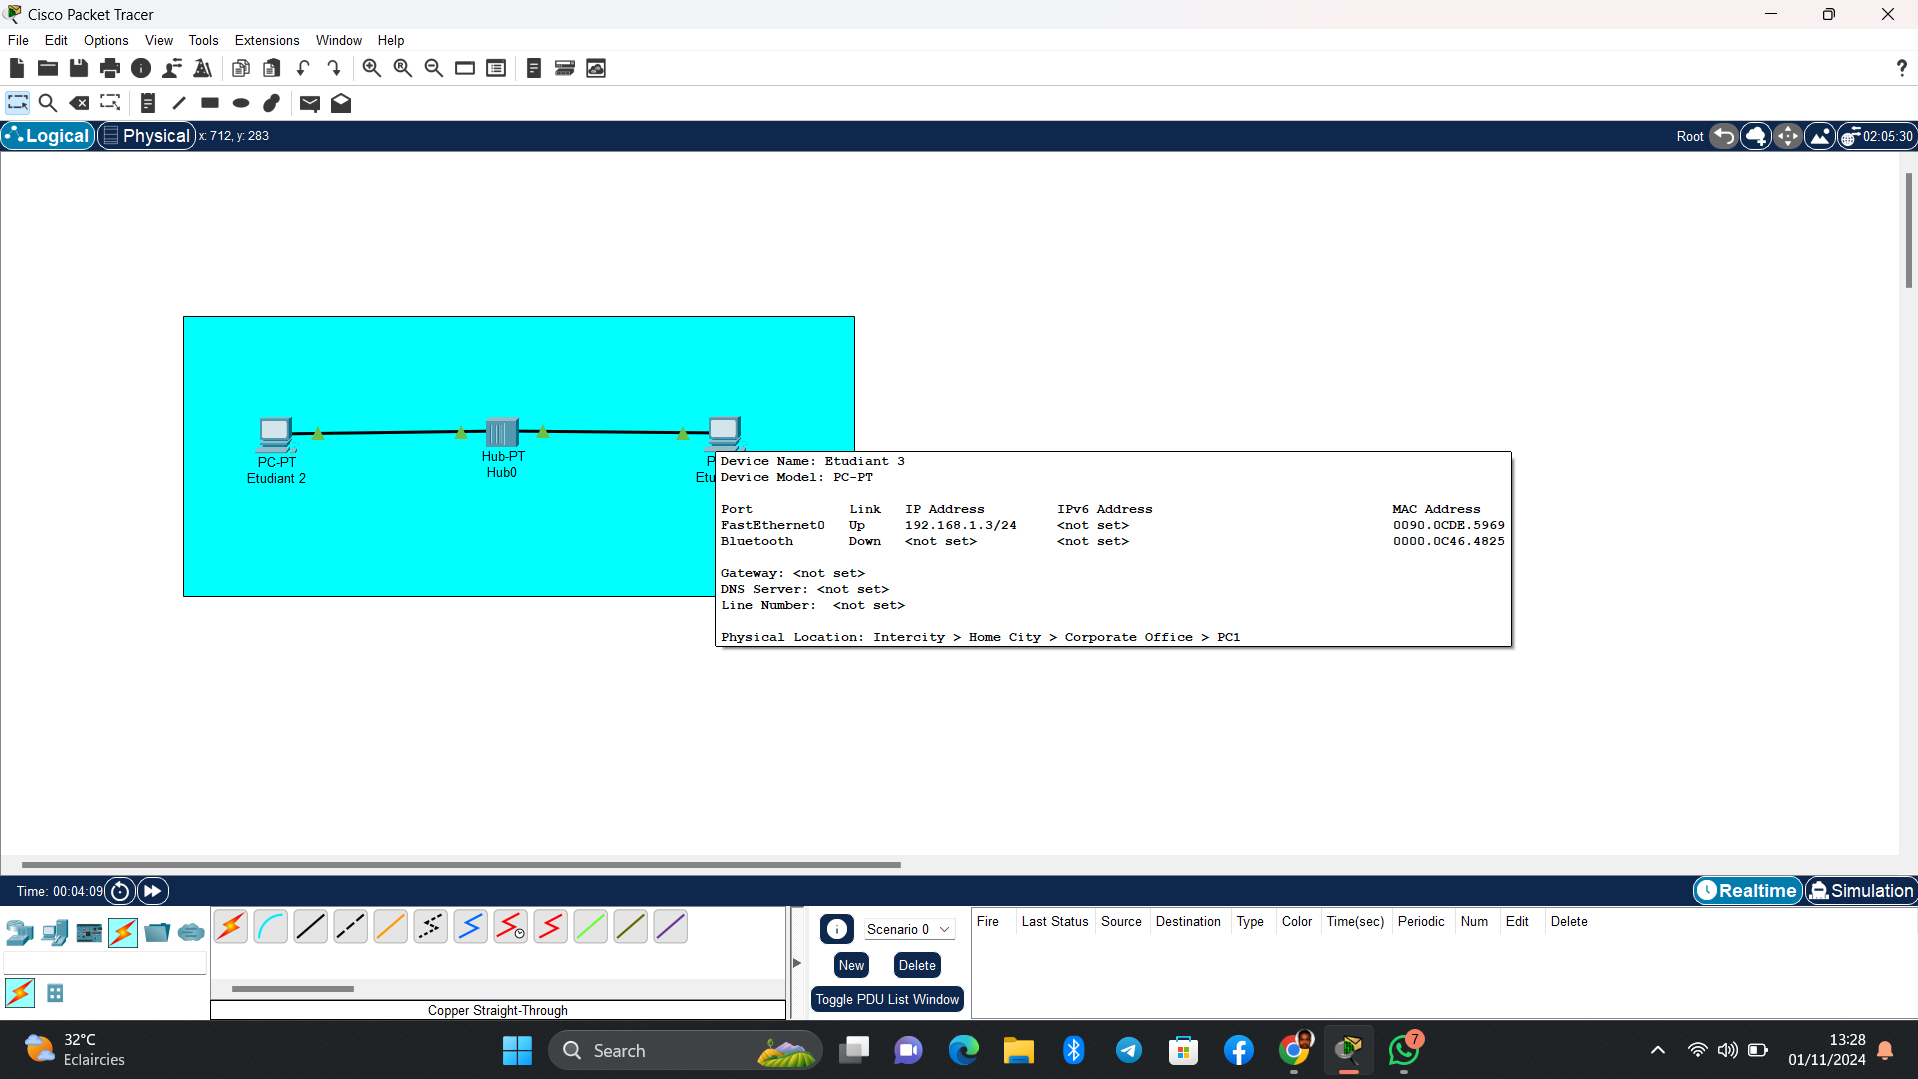 Cisco Packet Tracer
File Edit Options View Tools Extensions Window Help
?
Logical Physical x: 712, y: 283 Root 02:05:30
PC-PT
Etudiant 2
Hub-PT
Hub0
P
Etu
Device Name: Etudiant 3
Device Model: PC-PT
Port Link IP Address IPv6 Address MAC Address
FastEthernet0 Up 192.168.1.3/24 <not set> 0090.0CDE.5969
Bluetooth Down <not set> <not set> 0000.0C46.4825
Gateway: <not set>
DNS Server: <not set>
Line Number: <not set>
Physical Location: Intercity > Home City > Corporate Office > PC1
Time: 00:04:09 Realtime Simulation
Scenario 0
New Delete
Toggle PDU List Window
Fire Last Status Source Destination Type Color Time(sec) Periodic Num Edit Delete
Copper Straight-Through
32°C
Eclaircies
Search
7
13:28
01/11/2024